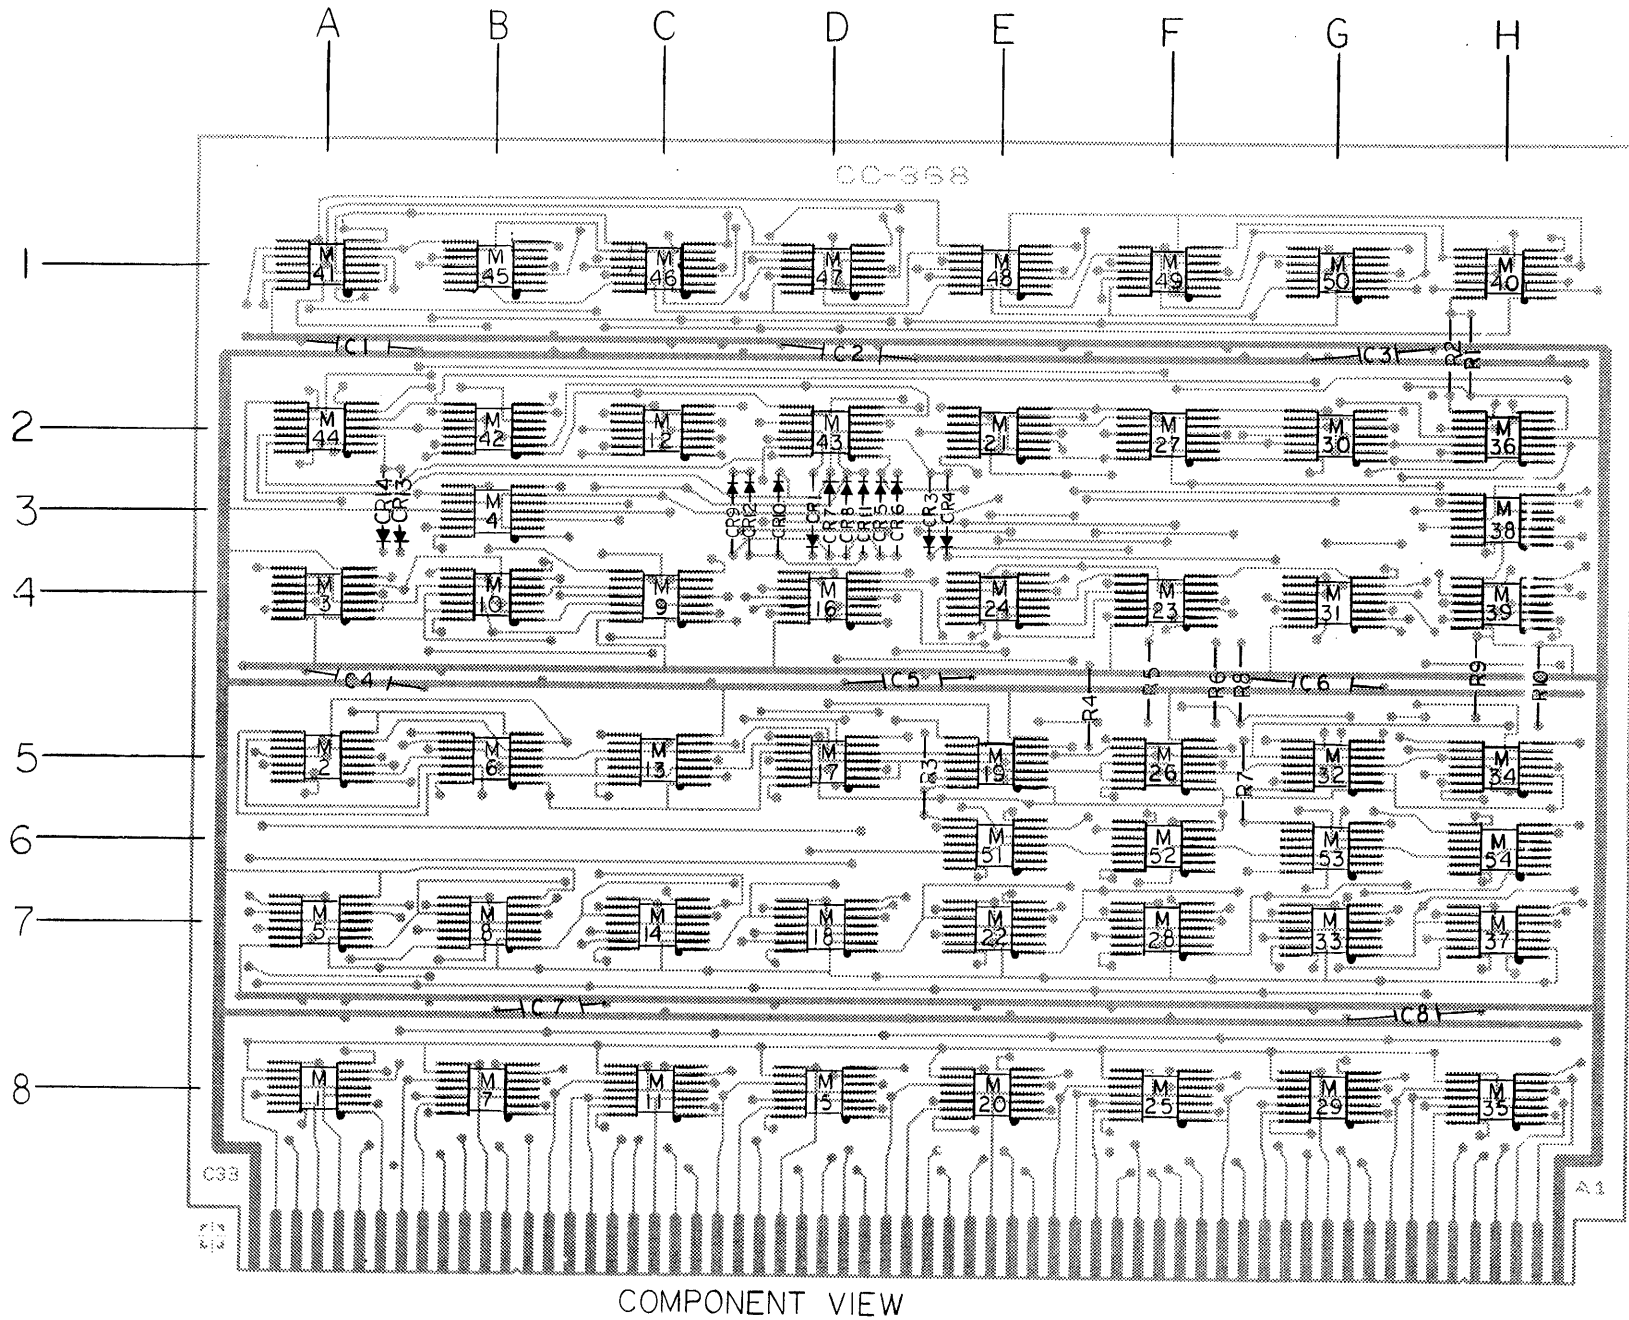 A B C D E F G H
CC-368
1
M 41 M 45 M 46 M 47 M 48 M 49 M 50 M 40
C1 C2 C3 R2 R1
2
M 44 M 42 M 12 M 43 M 21 M 27 M 30 M 36
3
CR14 CR13 M 4 CR9 CR12 CR10 CR1 CR7 CR8 CR11 CR5 CR6 CR3 CR4 M 38
4
M 3 M 10 M 9 M 16 M 24 M 23 M 31 M 39
C4 C5 R4 R5 R6 R8 C6 R9 R10
5
M 2 M 6 M 13 M 17 R3 M 19 M 26 R7 M 32 M 34
6
M 51 M 52 M 53 M 54
7
M 5 M 8 M 14 M 18 M 22 M 28 M 33 M 37
C7 C8
8
M 1 M 7 M 11 M 15 M 20 M 25 M 29 M 35
C33 A1
COMPONENT VIEW